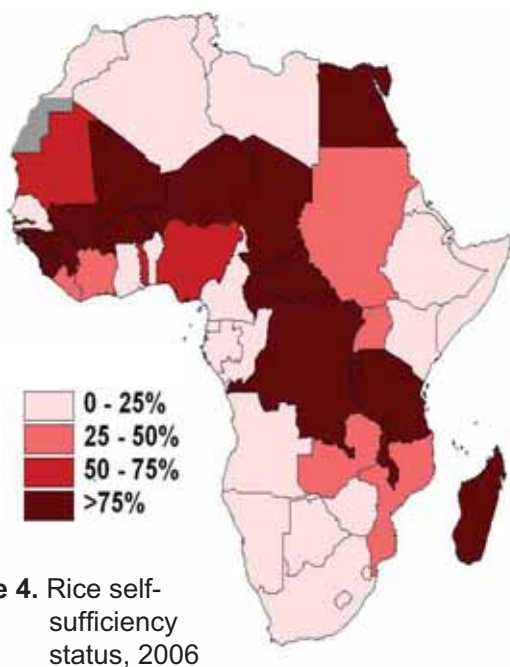 0 - 25%
25 - 50%
50 - 75%
>75%
e 4. Rice self-
sufficiency
status, 2006